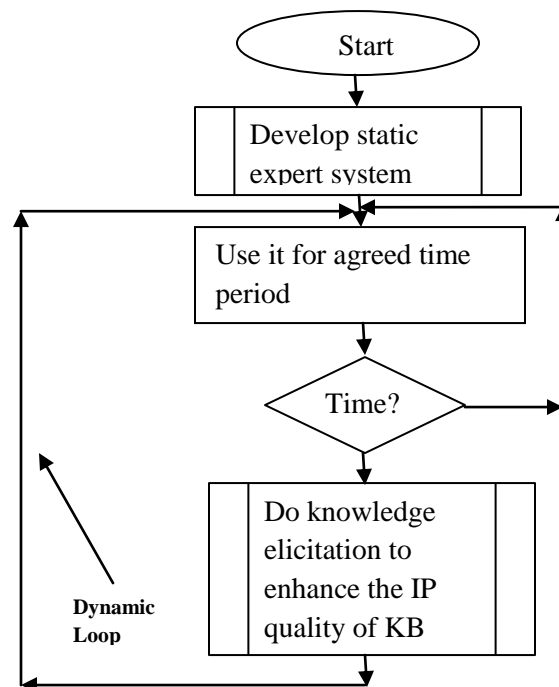 Start
Develop static
expert system
Use it for agreed time
period
Time?
Do knowledge
elicitation to
enhance the IP
quality of KB
Dynamic
Loop